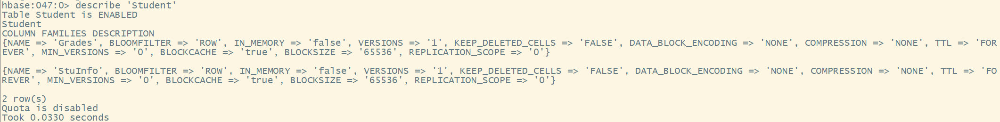 hbase:047:0> describe 'Student'
Table Student is ENABLED
Student
COLUMN FAMILIES DESCRIPTION
{NAME => 'Grades', BLOOMFILTER => 'ROW', IN_MEMORY => 'false', VERSIONS => '1', KEEP_DELETED_CELLS => 'FALSE', DATA_BLOCK_ENCODING => 'NONE', COMPRESSION => 'NONE', TTL => 'FOR
EVER', MIN_VERSIONS => '0', BLOCKCACHE => 'true', BLOCKSIZE => '65536', REPLICATION_SCOPE => '0'}
{NAME => 'StuInfo', BLOOMFILTER => 'ROW', IN_MEMORY => 'false', VERSIONS => '1', KEEP_DELETED_CELLS => 'FALSE', DATA_BLOCK_ENCODING => 'NONE', COMPRESSION => 'NONE', TTL => 'FO
REVER', MIN_VERSIONS => '0', BLOCKCACHE => 'true', BLOCKSIZE => '65536', REPLICATION_SCOPE => '0'}
2 row(s)
Quota is disabled
Took 0.0330 seconds